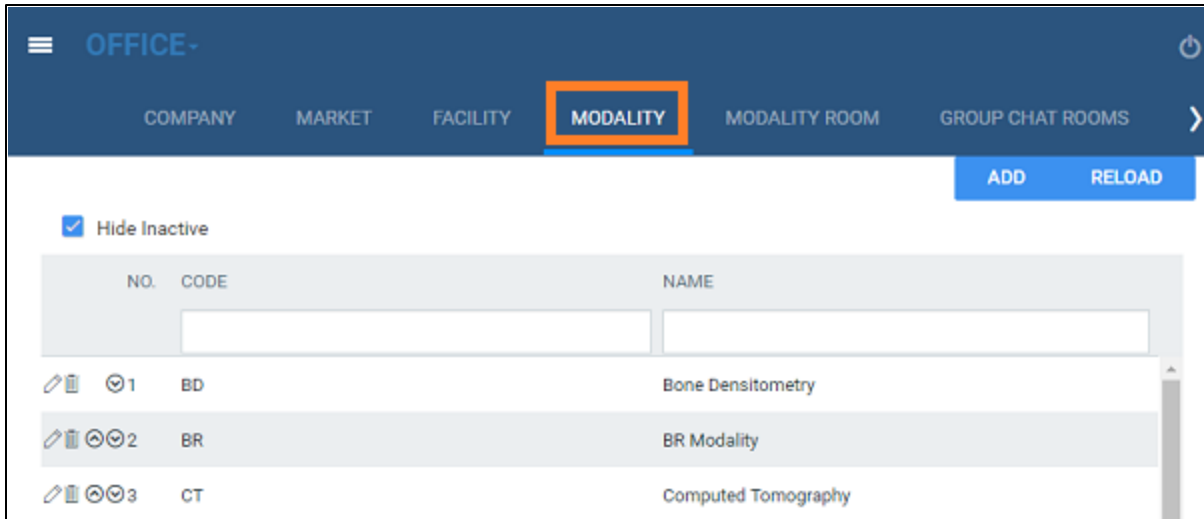 OFFICE
COMPANY MARKET FACILITY MODALITY MODALITY ROOM GROUP CHAT ROOMS
ADD RELOAD
Hide Inactive
NO. CODE NAME
1 BD Bone Densitometry
2 BR BR Modality
3 CT Computed Tomography